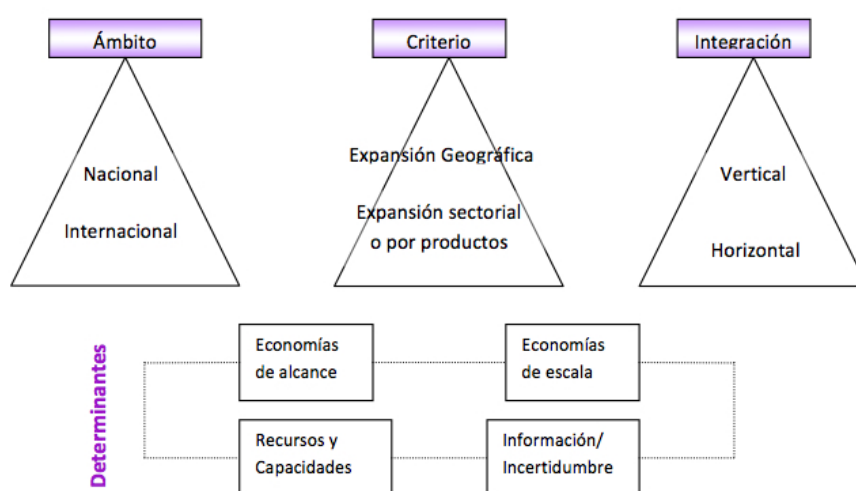 Ámbito
Criterio
Integración
Nacional
Internacional
Expansión Geográfica
Expansión sectorial
o por productos
Vertical
Horizontal
Determinantes
Economías
de alcance
Economías
de escala
Recursos y
Capacidades
Información/
Incertidumbre